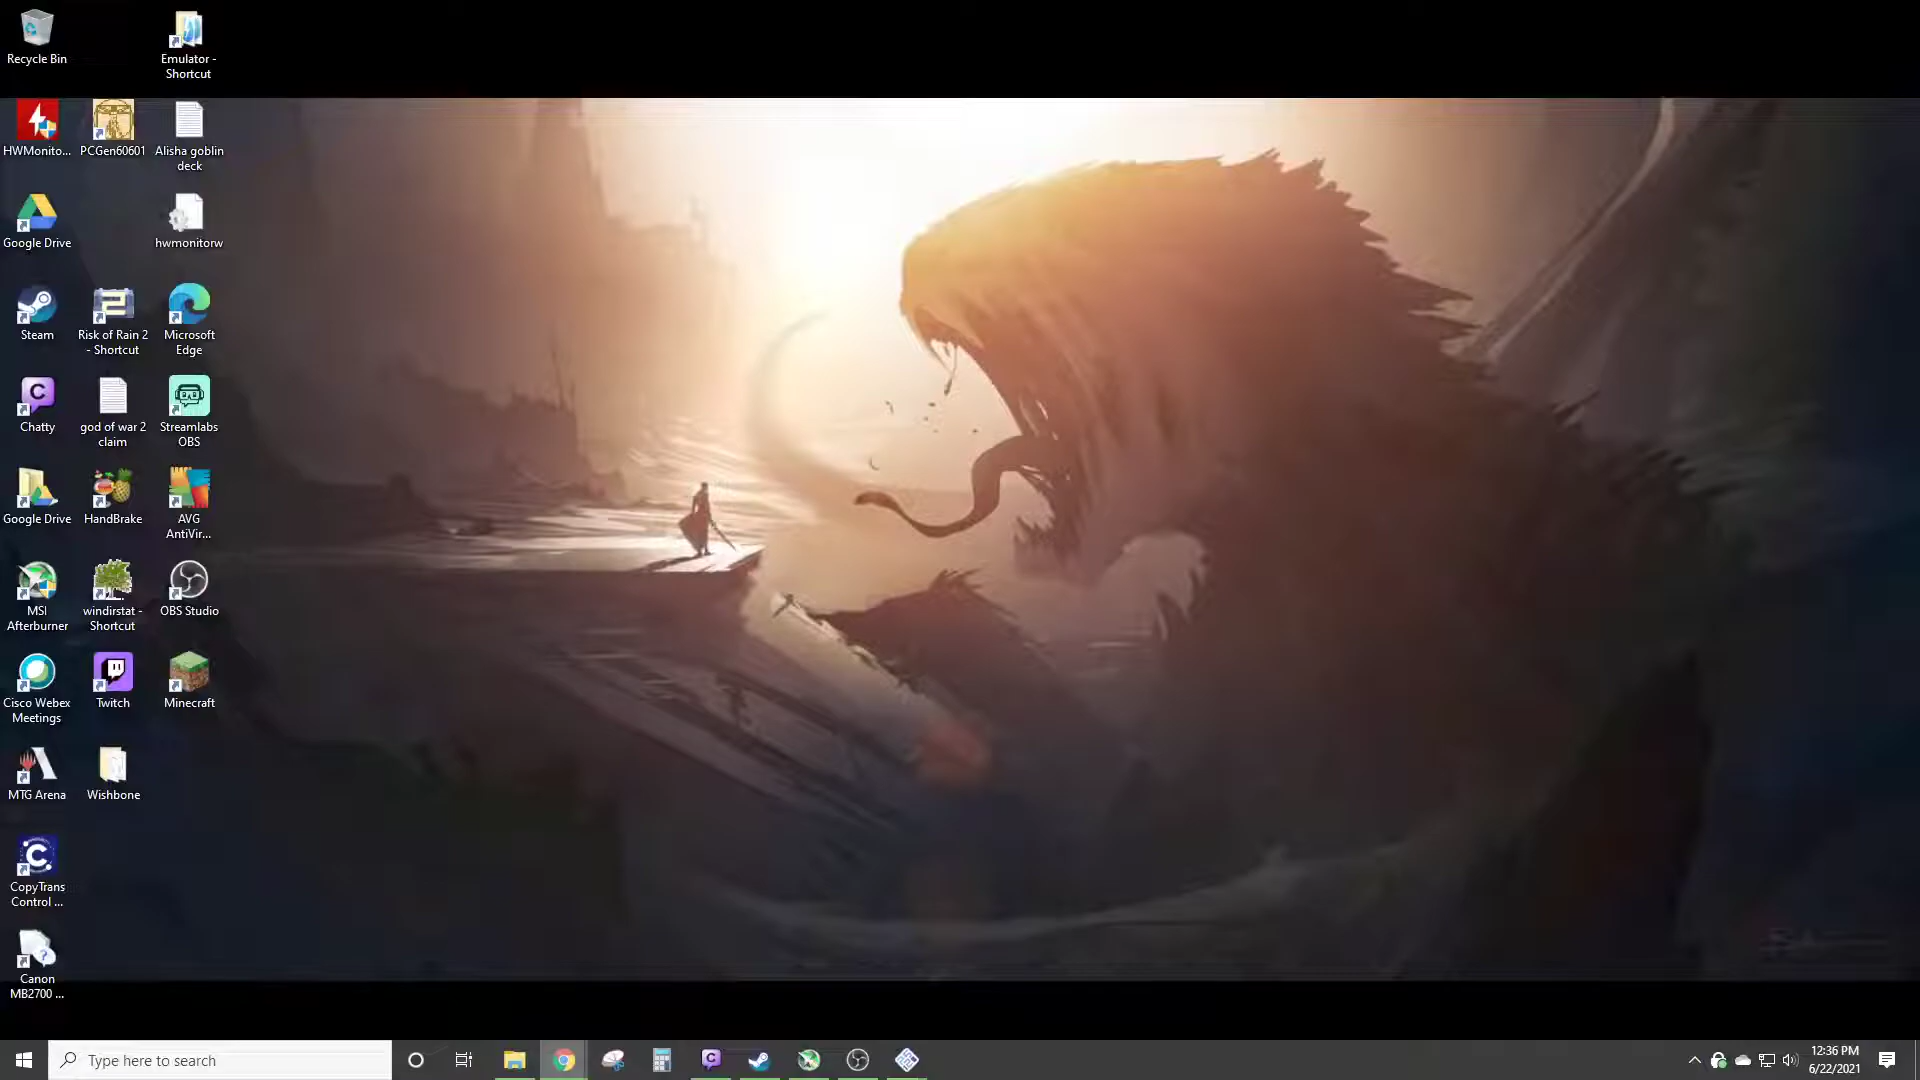 Recycle Bin
Emulator -
Shortcut
HWMonito...
PCGen60601
Alisha goblin
deck
Google Drive
hwmonitorw
Steam
Risk of Rain 2
- Shortcut
Microsoft
Edge
Chatty
god of war 2
claim
Streamlabs
OBS
Google Drive
HandBrake
AVG
AntiVir...
MSI
Afterburner
windirstat -
Shortcut
OBS Studio
Cisco Webex
Meetings
Twitch
Minecraft
MTG Arena
Wishbone
CopyTrans
Control ...
Canon
MB2700 ...
Type here to search
12:36 PM
6/22/2021